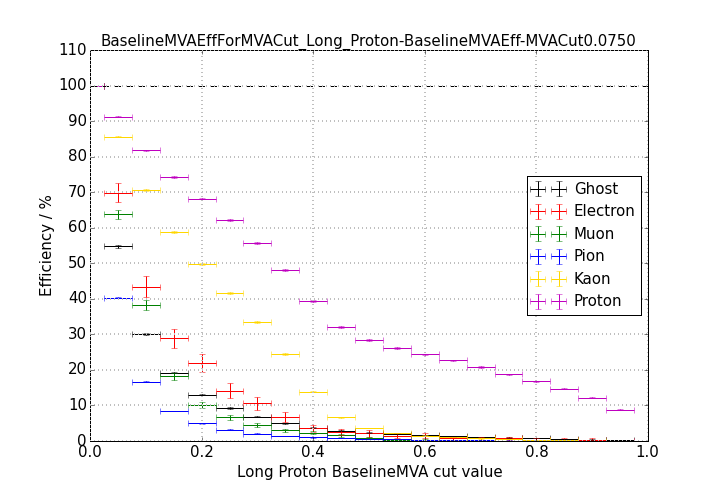 BaselineMVAEffForMVACut_Long_Proton-BaselineMVAEff-MVACut0.0750
110
100
90
80
70
60
50
40
30
20
10
0
Efficiency / %
Ghost
Electron
Muon
Pion
Kaon
Proton
0.0 0.2 0.4 0.6 0.8 1.0
Long Proton BaselineMVA cut value